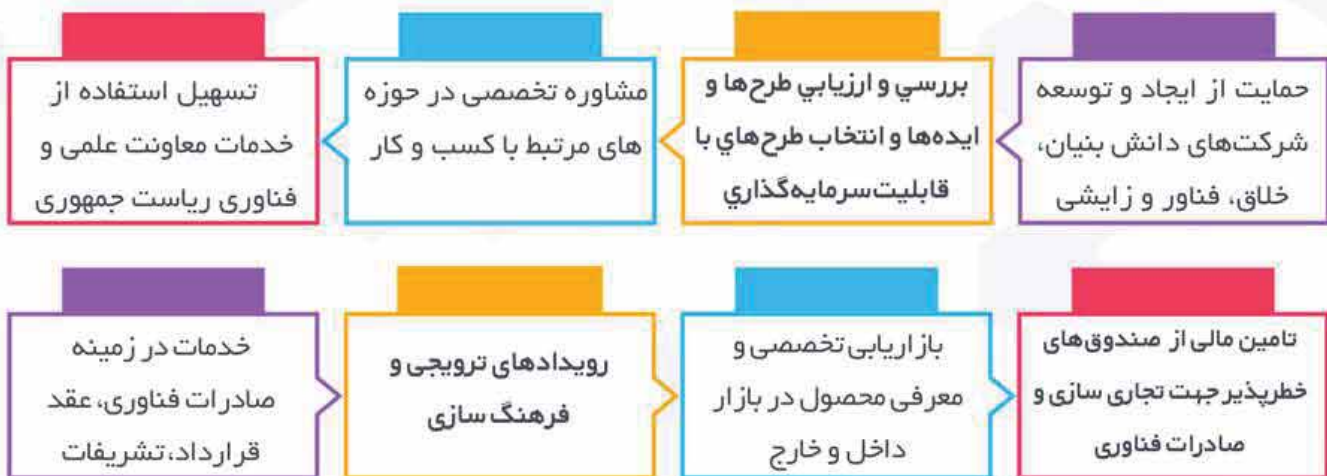 حمایت از ایجاد و توسعه
شرکت‌های دانش بنیان،
خلاق، فناور و زایشی
بررسي و ارزيابي طرح‌ها و
ایده‌ها و انتخاب طرح‌هاي با
قابلیت‌سرمایه‌گذاري
مشاوره تخصصی در حوزه
های مرتبط با کسب و کار
تسهیل استفاده از
خدمات معاونت علمی و
فناوری ریاست جمهوری
تامین مالی از صندوق‌های
خطرپذیر جهت تجاری سازی و
صادرات فناوری
بازاریابی تخصصی و
معرفی محصول در بازار
داخل و خارج
رویدادهای ترویجی و
فرهنگ سازی
خدمات در زمینه
صادرات فناوری، عقد
قرارداد، تشریفات